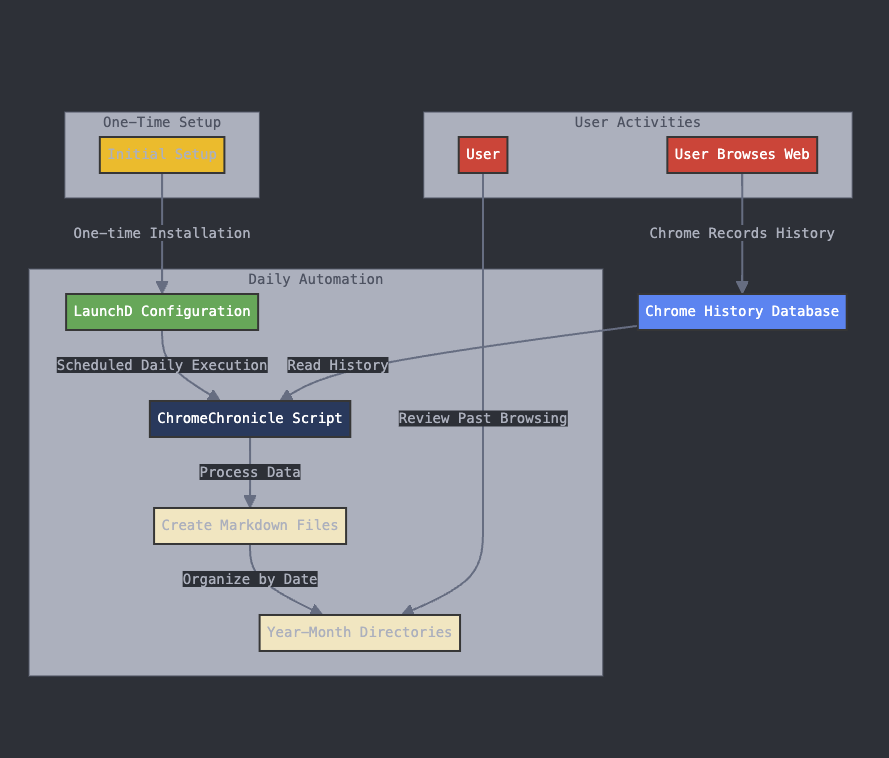 One-Time Setup
Initial Setup
User Activities
User
User Browses Web
One-time Installation
Chrome Records History
Daily Automation
LaunchD Configuration
Chrome History Database
Scheduled Daily Execution
Read History
ChromeChronicle Script
Review Past Browsing
Process Data
Create Markdown Files
Organize by Date
Year-Month Directories